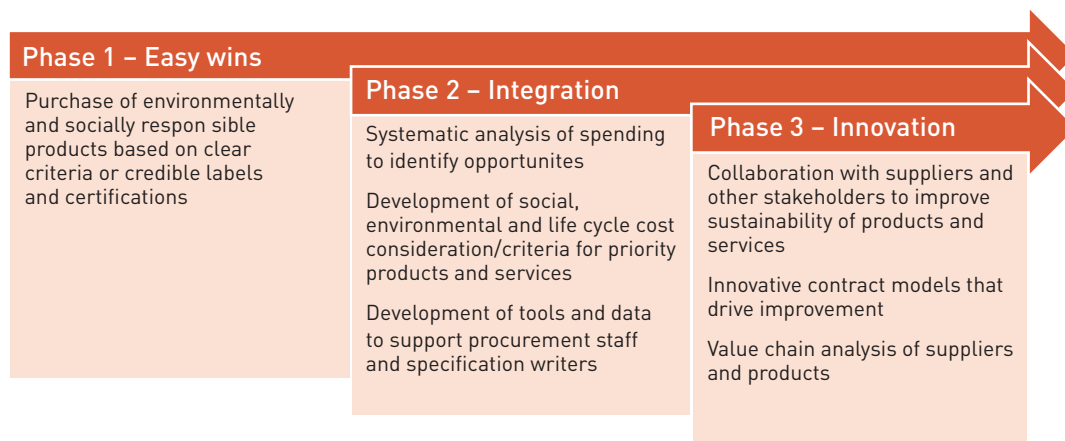 Phase 1 – Easy wins
Purchase of environmentally
and socially respon sible
products based on clear
criteria or credible labels
and certifications
Phase 2 – Integration
Systematic analysis of spending
to identify opportunites
Development of social,
environmental and life cycle cost
consideration/criteria for priority
products and services
Development of tools and data
to support procurement staff
and specification writers
Phase 3 – Innovation
Collaboration with suppliers and
other stakeholders to improve
sustainability of products and
services
Innovative contract models that
drive improvement
Value chain analysis of suppliers
and products